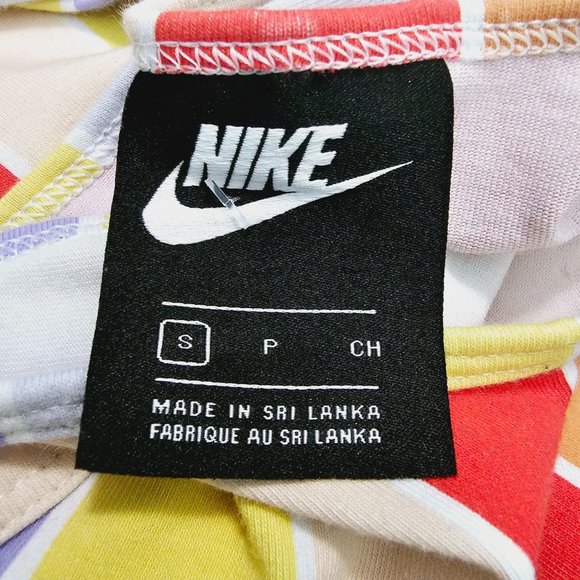 NIKE
S P CH
MADE IN SRI LANKA
FABRIQUE AU SRI LANKA